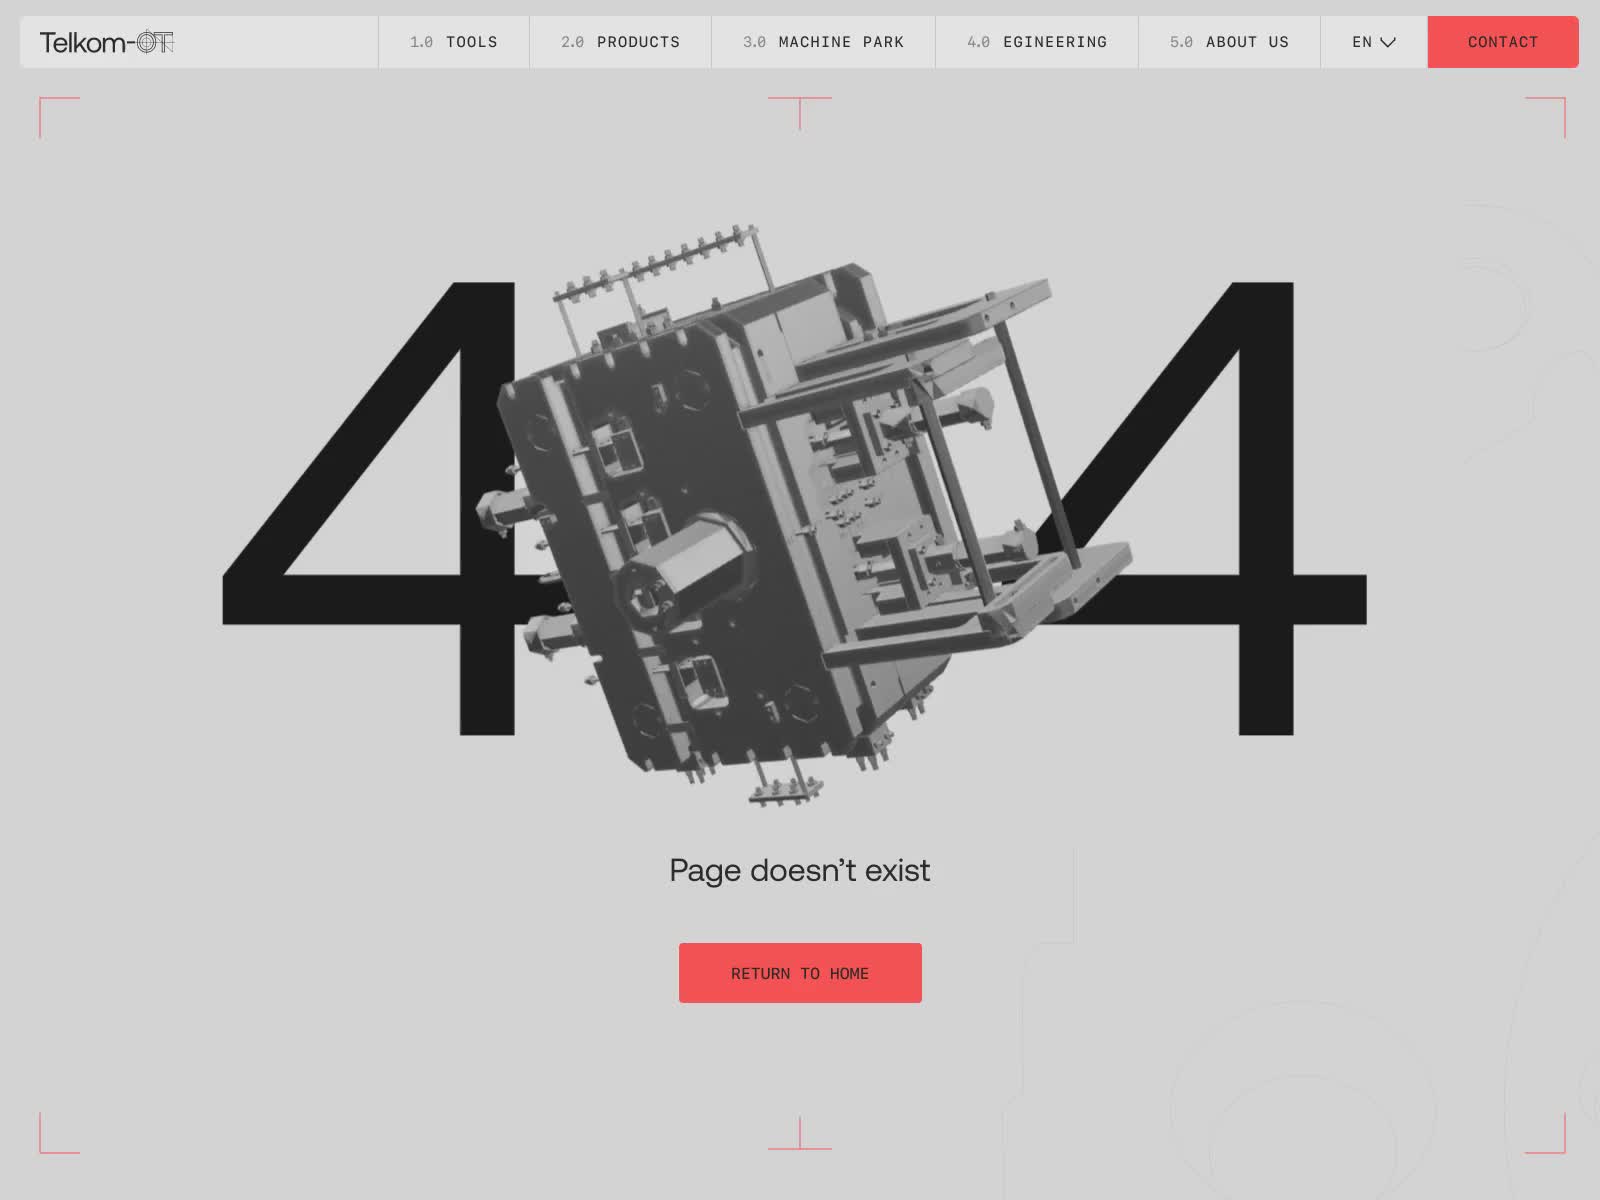 Telkom-OT
1.0 TOOLS
2.0 PRODUCTS
3.0 MACHINE PARK
4.0 EGINEERING
5.0 ABOUT US
EN
CONTACT
4 4
Page doesn’t exist
RETURN TO HOME